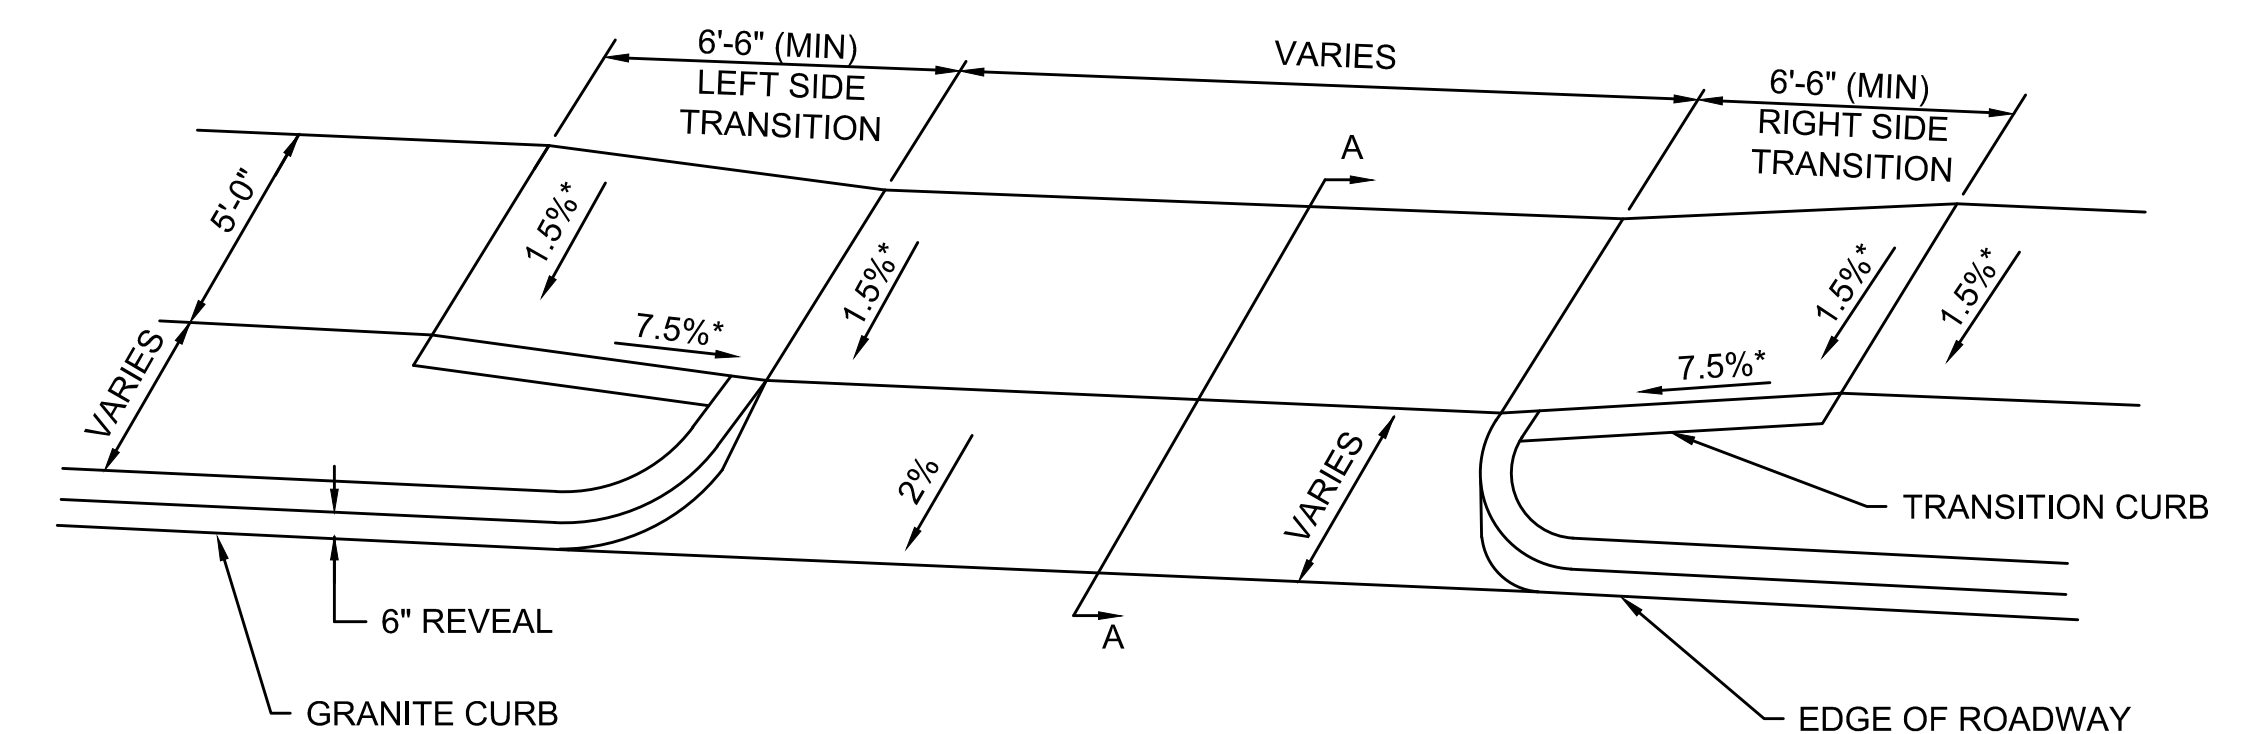 6'-6" (MIN)
LEFT SIDE
TRANSITION
VARIES
6'-6" (MIN)
RIGHT SIDE
TRANSITION
A
5'-0"
1.5%*
1.5%*
1.5%*
1.5%*
7.5%*
7.5%*
VARIES
2%
VARIES
TRANSITION CURB
6" REVEAL
A
GRANITE CURB
EDGE OF ROADWAY